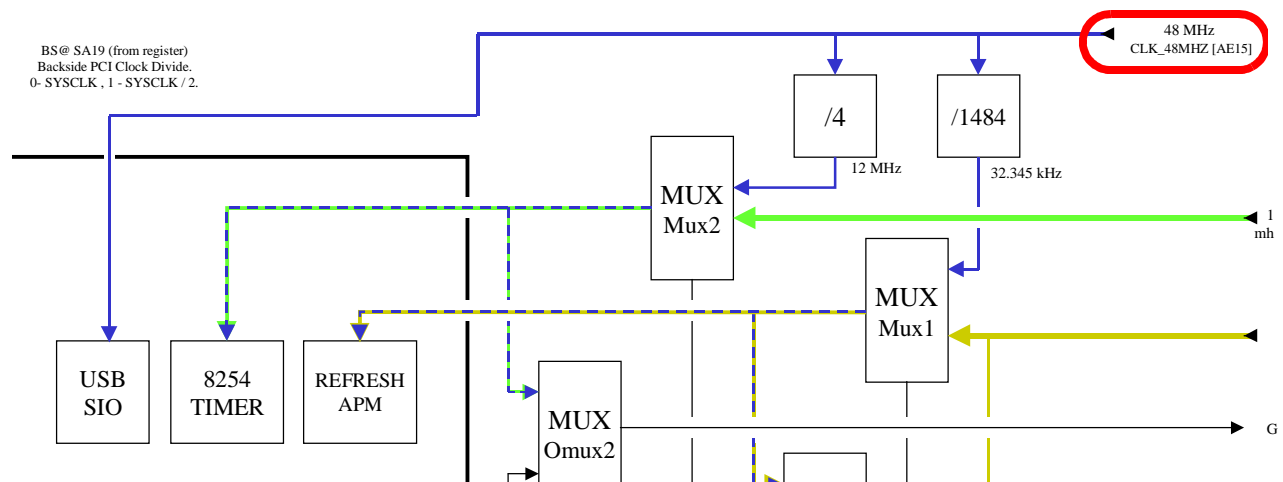 48 MHz
CLK_48MHZ [AE15]
BS@ SA19 (from register)
Backside PCI Clock Divide.
0- SYSCLK , 1 - SYSCLK / 2.
/4
/1484
12 MHz
32.345 kHz
MUX
Mux2
1
mh
MUX
Mux1
USB
SIO
8254
TIMER
REFRESH
APM
MUX
Omux2
G